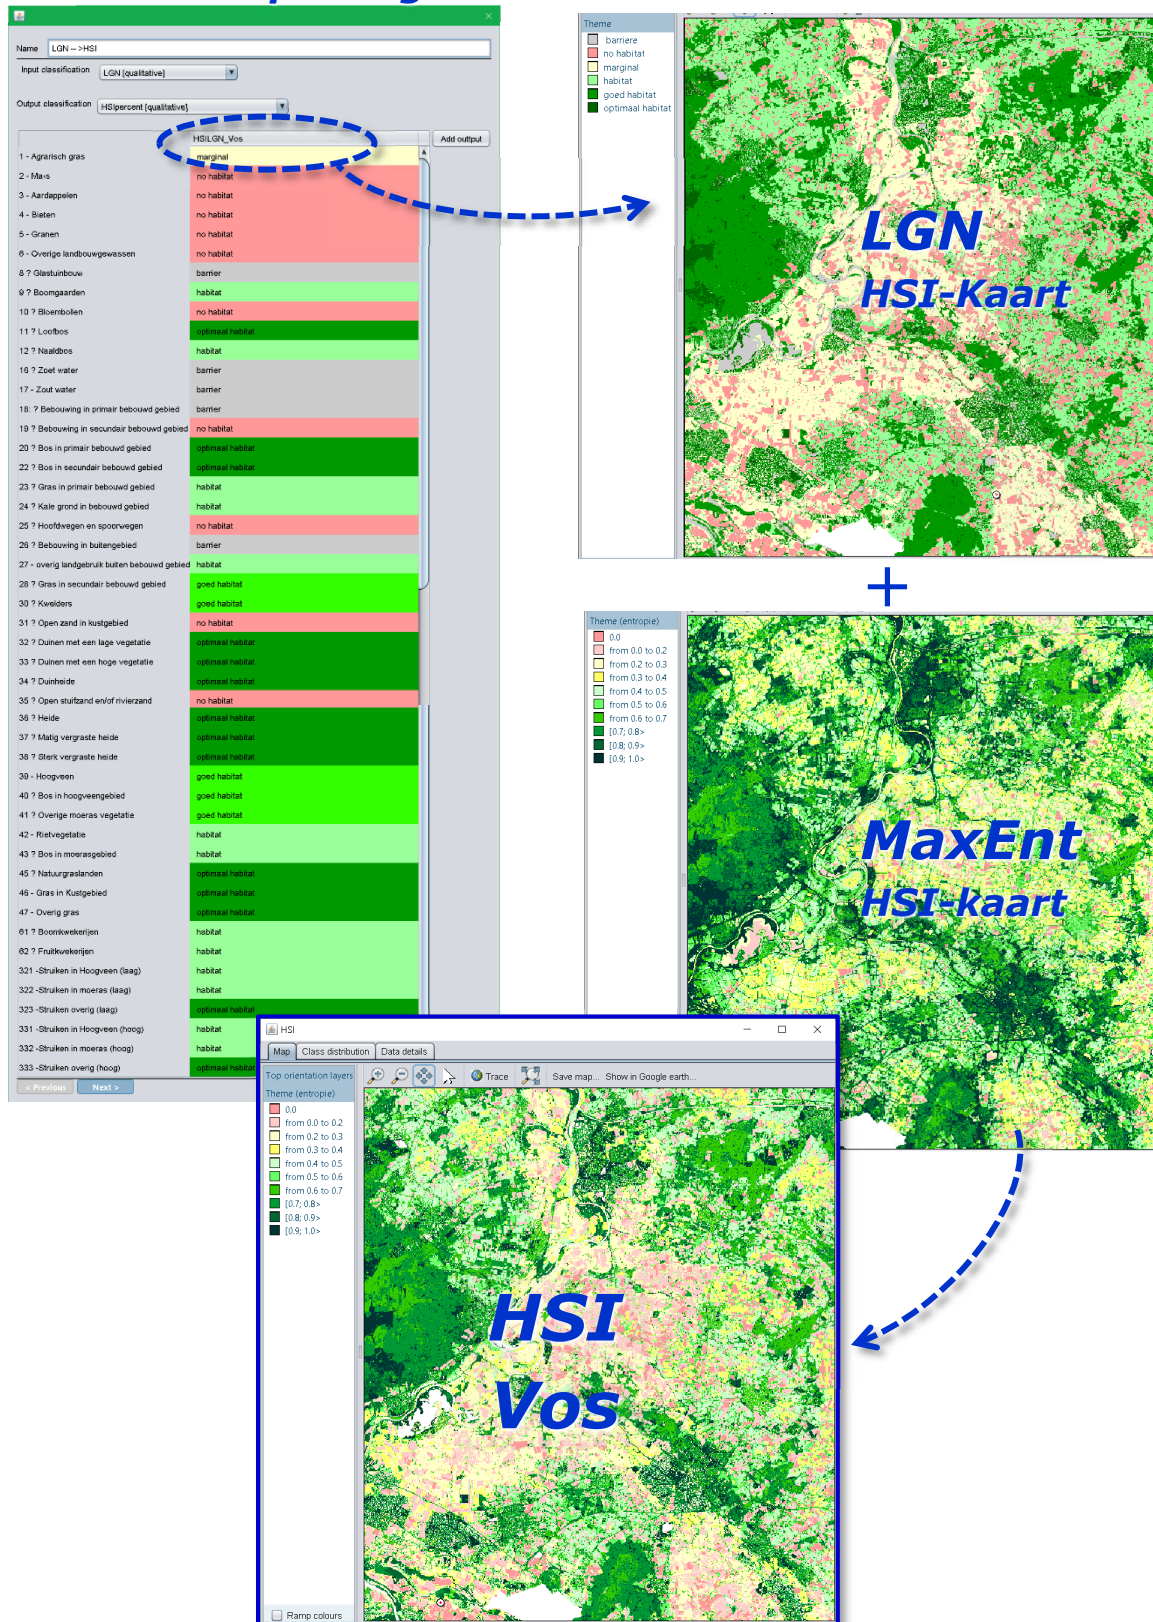 Name LGN -- >HSI
Input classification LGN [qualitative]
Output classification HSIpercent [qualitative]
HSILGN_Vos Add outtput
1 - Agrarisch gras marginal
2 - Maıs no habitat
3 - Aardappelen no habitat
4 - Bieten no habitat
5 - Granen no habitat
6 - Overige landbouwgewassen no habitat
8 ? Glastuinbouw barrier
9 ? Boomgaarden habitat
10 ? Bloembollen no habitat
11 ? Loofbos optimaal habitat
12 ? Naaldbos habitat
16 ? Zoet water barrier
17 - Zout water barrier
18: ? Bebouwing in primair bebouwd gebied barrier
19 ? Bebouwing in secundair bebouwd gebied no habitat
20 ? Bos in primair bebouwd gebied optimaal habitat
22 ? Bos in secundair bebouwd gebied optimaal habitat
23 ? Gras in primair bebouwd gebied habitat
24 ? Kale grond in bebouwd gebied habitat
25 ? Hoofdwegen en spoorwegen no habitat
26 ? Bebouwing in buitengebied barrier
27 - overig landgebruik buiten bebouwd gebied habitat
28 ? Gras in secundair bebouwd gebied goed habitat
30 ? Kwelders goed habitat
31 ? Open zand in kustgebied no habitat
32 ? Duinen met een lage vegetatie optimaal habitat
33 ? Duinen met een hoge vegetatie optimaal habitat
34 ? Duinheide optimaal habitat
35 ? Open stuifzand en/of rivierzand no habitat
36 ? Heide optimaal habitat
37 ? Matig vergraste heide optimaal habitat
38 ? Sterk vergraste heide optimaal habitat
39 - Hoogveen goed habitat
40 ? Bos in hoogveengebied goed habitat
41 ? Overige moeras vegetatie goed habitat
42 - Rietvegetatie habitat
43 ? Bos in moerasgebied habitat
45 ? Natuurgraslanden optimaal habitat
46 - Gras in Kustgebied optimaal habitat
47 - Overig gras optimaal habitat
61 ? Boomkwekerijen habitat
62 ? Fruitkwekerijen habitat
321 -Struiken in Hoogveen (laag) habitat
322 -Struiken in moeras (laag) habitat
323 -Struiken overig (laag) optimaal habitat
331 -Struiken in Hoogveen (hoog) habitat
332 -Struiken in moeras (hoog) habitat
333 -Struiken overig (hoog) optimaal habitat
< Previous Next >
Theme
barriere
no habitat
marginal
habitat
goed habitat
optimaal habitat
LGN
HSI-Kaart
+
Theme (entropie)
0.0
from 0.0 to 0.2
from 0.2 to 0.3
from 0.3 to 0.4
from 0.4 to 0.5
from 0.5 to 0.6
from 0.6 to 0.7
[0.7; 0.8>
[0.8; 0.9>
[0.9; 1.0>
MaxEnt
HSI-kaart
HSI
Map Class distribution Data details
Top orientation layers Trace Save map... Show in Google earth...
Theme (entropie)
0.0
from 0.0 to 0.2
from 0.2 to 0.3
from 0.3 to 0.4
from 0.4 to 0.5
from 0.5 to 0.6
from 0.6 to 0.7
[0.7; 0.8>
[0.8; 0.9>
[0.9; 1.0>
HSI
Vos
Ramp colours